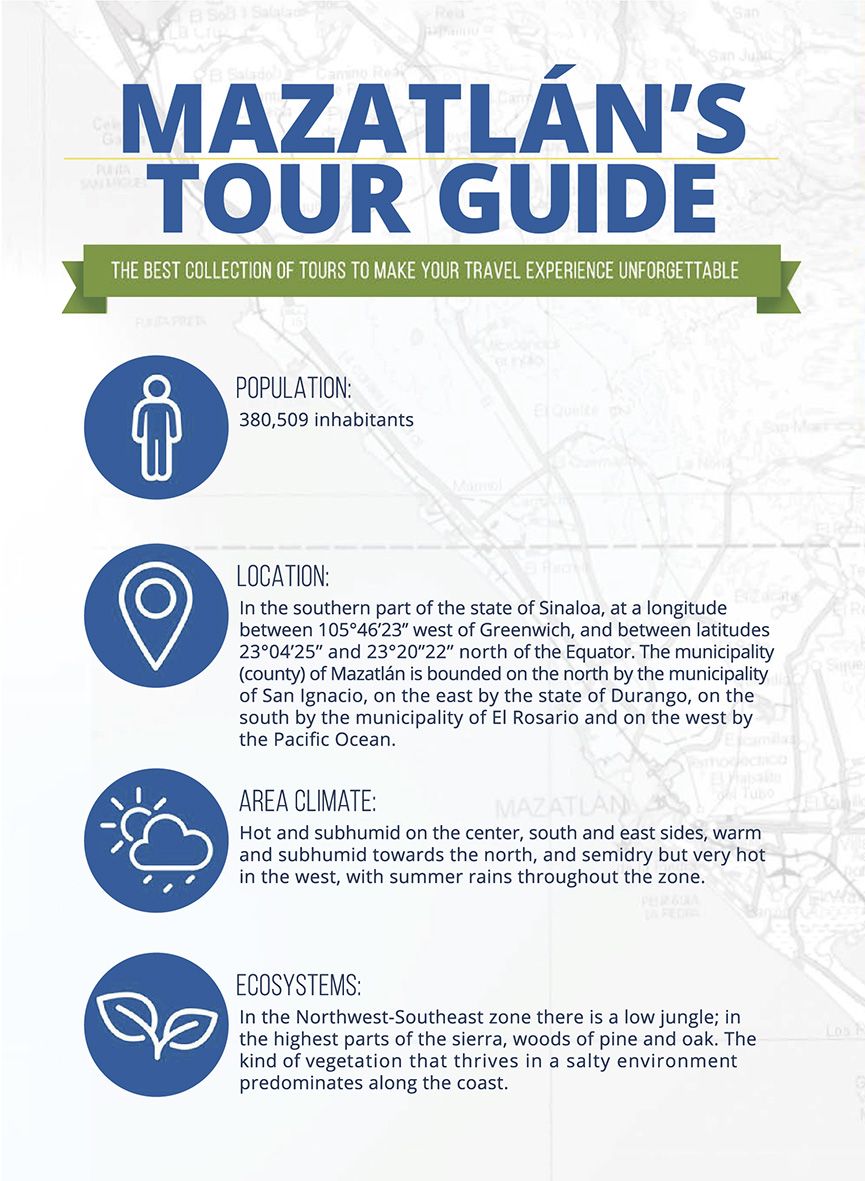 MAZATLÁN’S
TOUR GUIDE
THE BEST COLLECTION OF TOURS TO MAKE YOUR TRAVEL EXPERIENCE UNFORGETTABLE
POPULATION:
380,509 inhabitants
LOCATION:
In the southern part of the state of Sinaloa, at a longitude
between 105°46’23” west of Greenwich, and between latitudes
23°04’25” and 23°20”22” north of the Equator. The municipality
(county) of Mazatlán is bounded on the north by the municipality
of San Ignacio, on the east by the state of Durango, on the
south by the municipality of El Rosario and on the west by
the Pacific Ocean.
MAZATLÁN
AREA CLIMATE:
Hot and subhumid on the center, south and east sides, warm
and subhumid towards the north, and semidry but very hot
in the west, with summer rains throughout the zone.
ECOSYSTEMS:
In the Northwest-Southeast zone there is a low jungle; in
the highest parts of the sierra, woods of pine and oak. The
kind of vegetation that thrives in a salty environment
predominates along the coast.